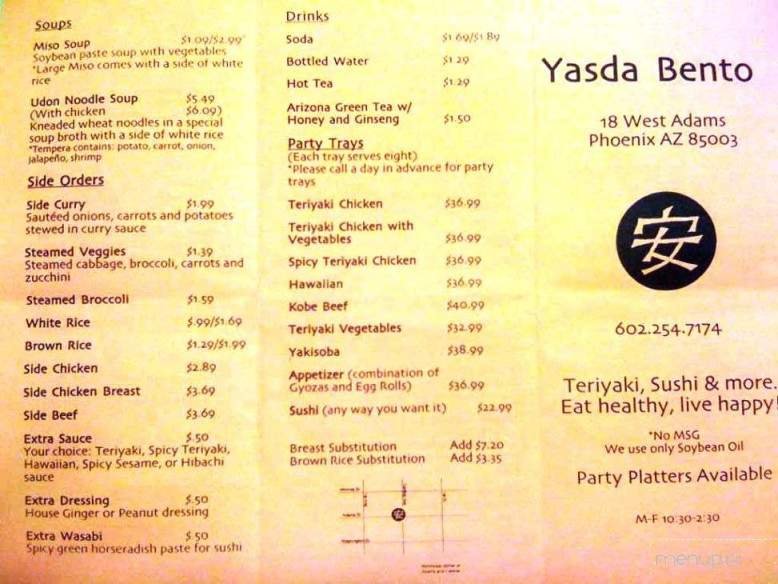 Soups
Miso Soup $1.09/$2.99
Soybean paste soup with vegetables
*Large Miso comes with a side of white
rice
Udon Noodle Soup $5.49
(With chicken $6.09)
Kneaded wheat noodles in a special
soup broth with a side of white rice
*Tempera contains: potato, carrot, onion,
jalapeño, shrimp
Side Orders
Side Curry $1.99
Sautéed onions, carrots and potatoes
stewed in curry sauce
Steamed Veggies $1.39
Steamed cabbage, broccoli, carrots and
zucchini
Steamed Broccoli $1.59
White Rice $.99/$1.69
Brown Rice $1.29/$1.99
Side Chicken $2.89
Side Chicken Breast $3.69
Side Beef $3.69
Extra Sauce $.50
Your choice: Teriyaki, Spicy Teriyaki,
Hawaiian, Spicy Sesame, or Hibachi
sauce
Extra Dressing $.50
House Ginger or Peanut dressing
Extra Wasabi $.50
Spicy green horseradish paste for sushi
Drinks
Soda $1.69/$1.89
Bottled Water $1.29
Hot Tea $1.29
Arizona Green Tea w/
Honey and Ginseng $1.50
Party Trays
(Each tray serves eight)
*Please call a day in advance for party
trays
Teriyaki Chicken $36.99
Teriyaki Chicken with
Vegetables $36.99
Spicy Teriyaki Chicken $36.99
Hawaiian $36.99
Kobe Beef $40.99
Teriyaki Vegetables $32.99
Yakisoba $38.99
Appetizer (combination of
Gyozas and Egg Rolls) $36.99
Sushi (any way you want it) $22.99
Breast Substitution Add $7.20
Brown Rice Substitution Add $3.35
Yasda Bento
18 West Adams
Phoenix AZ 85003
安
602.254.7174
Teriyaki, Sushi & more.
Eat healthy, live happy!
*No MSG
We use only Soybean Oil
Party Platters Available
M-F 10:30-2:30